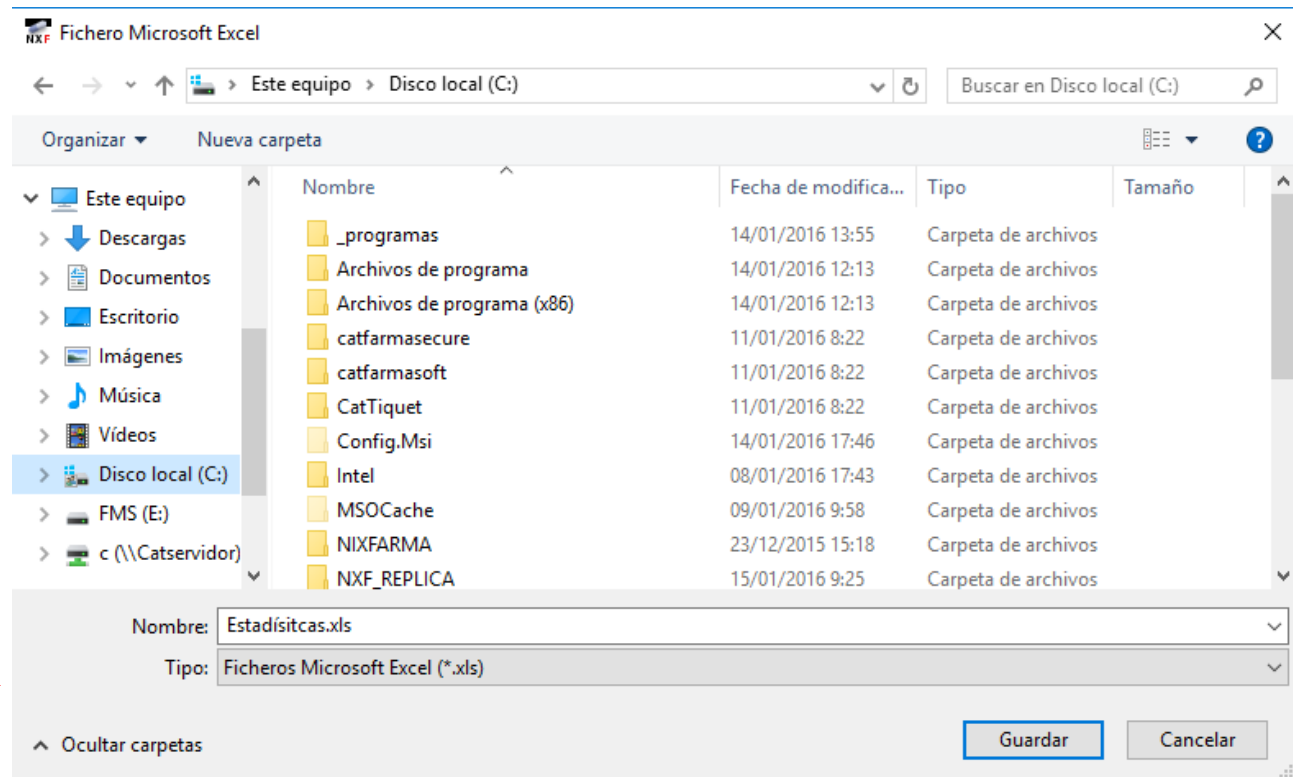 NXF Fichero Microsoft Excel
Este equipo > Disco local (C:)
Buscar en Disco local (C:)
Organizar
Nueva carpeta
?
Este equipo
Descargas
Documentos
Escritorio
Imágenes
Música
Vídeos
Disco local (C:)
FMS (E:)
c (\\Catservidor)
Nombre Fecha de modifica... Tipo Tamaño
_programas 14/01/2016 13:55 Carpeta de archivos
Archivos de programa 14/01/2016 12:13 Carpeta de archivos
Archivos de programa (x86) 14/01/2016 12:13 Carpeta de archivos
catfarmasecure 11/01/2016 8:22 Carpeta de archivos
catfarmasoft 11/01/2016 8:22 Carpeta de archivos
CatTiquet 11/01/2016 8:22 Carpeta de archivos
Config.Msi 14/01/2016 17:46 Carpeta de archivos
Intel 08/01/2016 17:43 Carpeta de archivos
MSOCache 09/01/2016 9:58 Carpeta de archivos
NIXFARMA 23/12/2015 15:18 Carpeta de archivos
NXF_REPLICA 15/01/2016 9:25 Carpeta de archivos
Nombre: Estadísitcas.xls
Tipo: Ficheros Microsoft Excel (*.xls)
Ocultar carpetas
Guardar
Cancelar